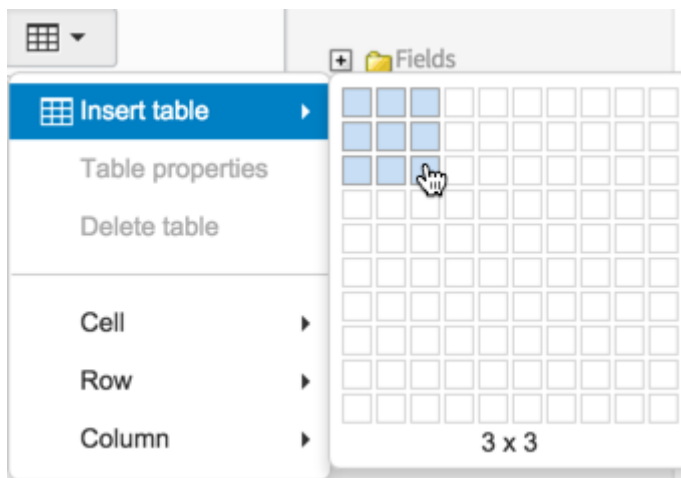 Fields
Insert table
Table properties
Delete table
Cell
Row
Column
3 x 3